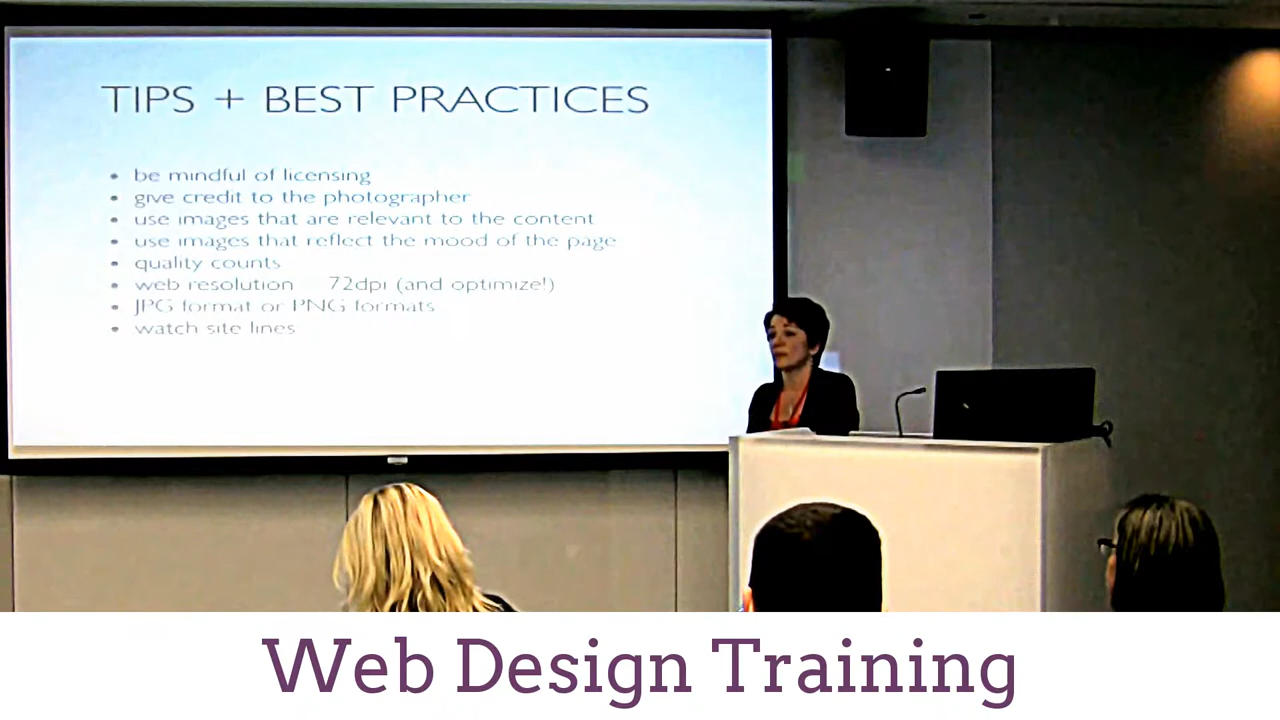 TIPS + BEST PRACTICES
• be mindful of licensing
• give credit to the photographer
• use images that are relevant to the content
• use images that reflect the mood of the page
• quality counts
• web resolution 72dpi (and optimize!)
• JPG format or PNG formats
• watch site lines
Web Design Training